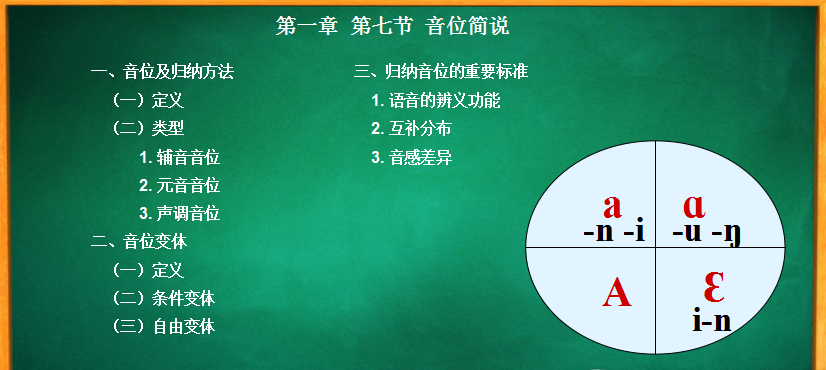 第一章 第七节 音位简说
一、音位及归纳方法
（一）定义
（二）类型
1. 辅音音位
2. 元音音位
3. 声调音位
二、音位变体
（一）定义
（二）条件变体
（三）自由变体
三、归纳音位的重要标准
1. 语音的辨义功能
2. 互补分布
3. 音感差异
a
-n -i
ɑ
-u -ŋ
A
ɛ
i-n